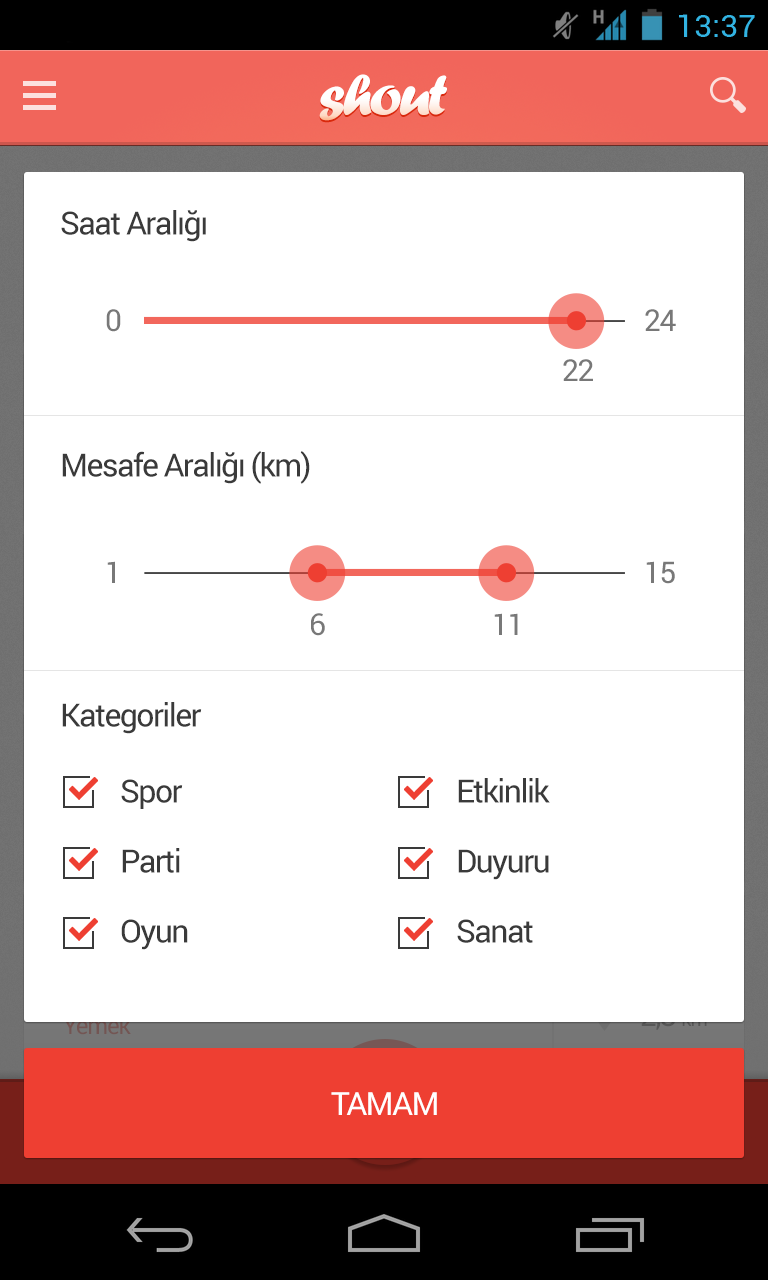 H 13:37
shout
Saat Aralığı
0 24
22
Mesafe Aralığı (km)
1 15
6 11
Kategoriler
Spor Etkinlik
Parti Duyuru
Oyun Sanat
Yemek km
TAMAM